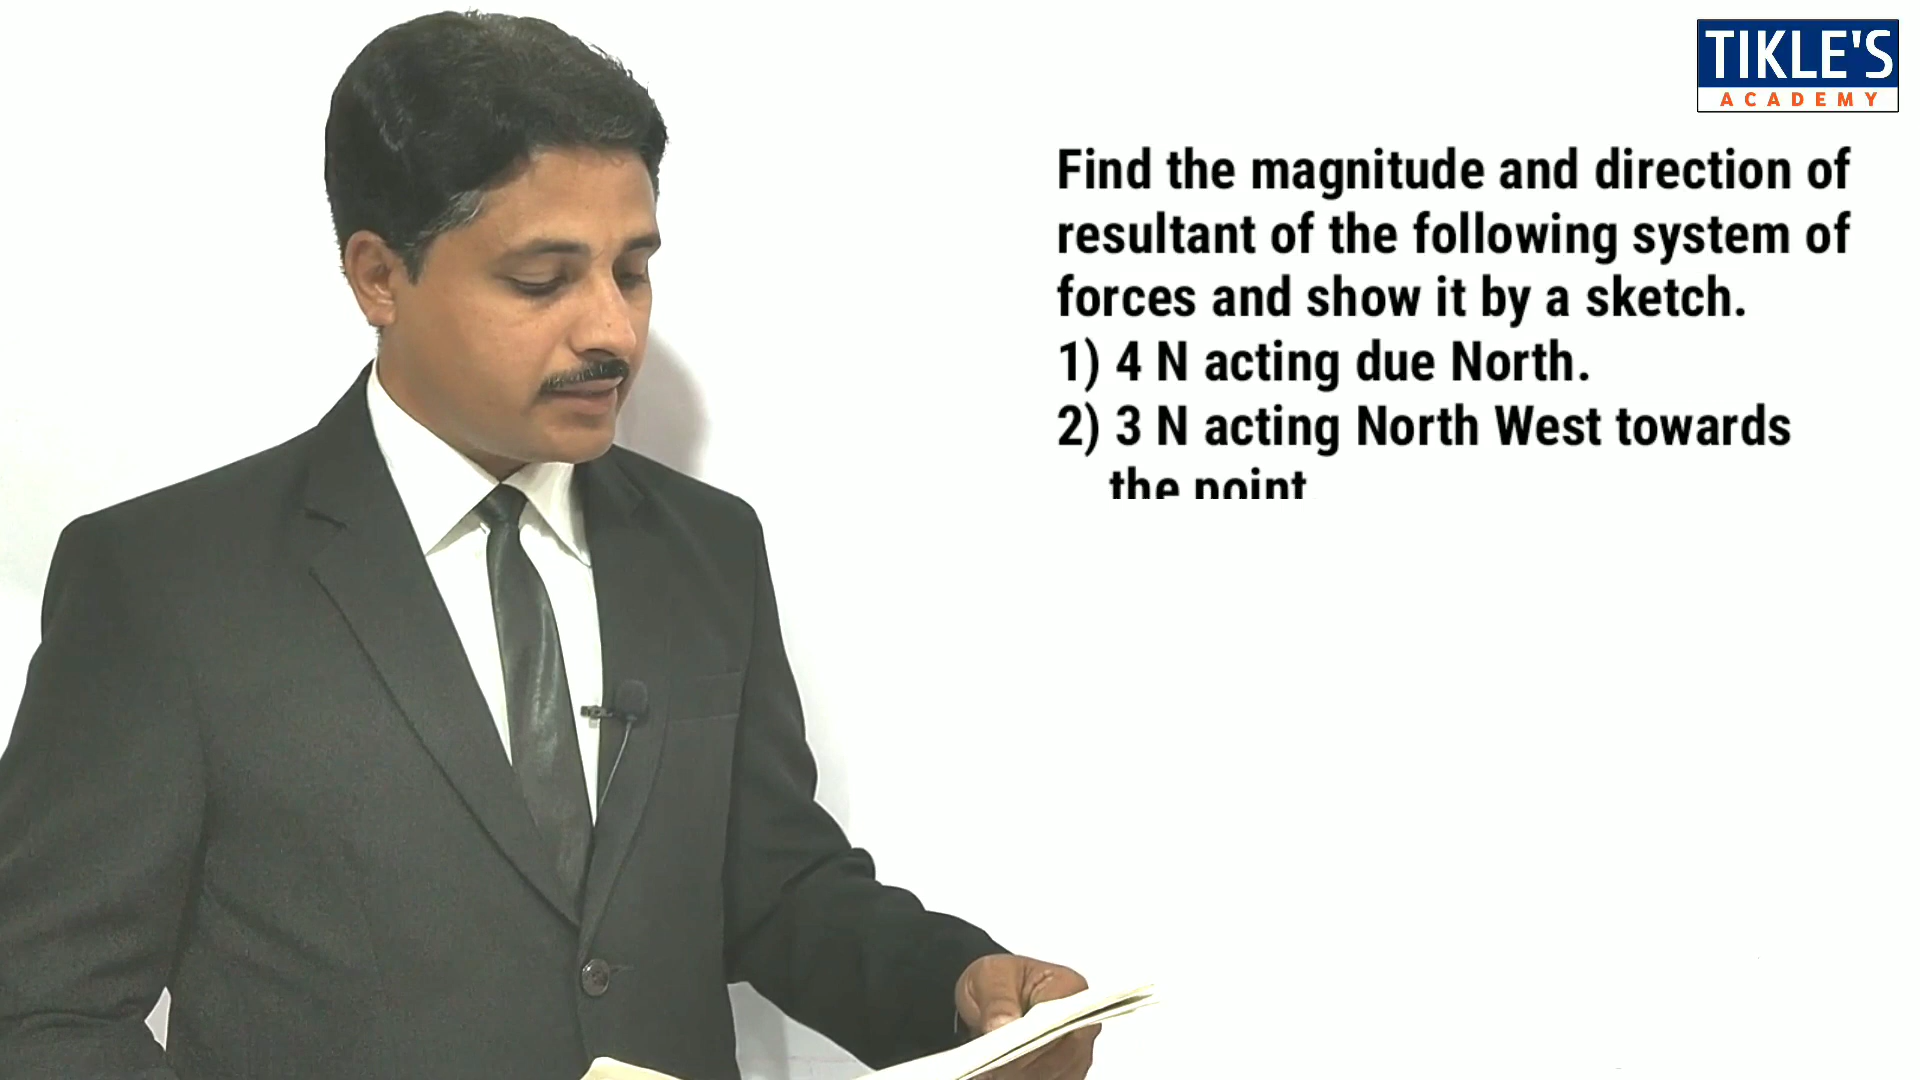 TIKLE'S
ACADEMY
Find the magnitude and direction of
resultant of the following system of
forces and show it by a sketch.
1) 4 N acting due North.
2) 3 N acting North West towards
the point